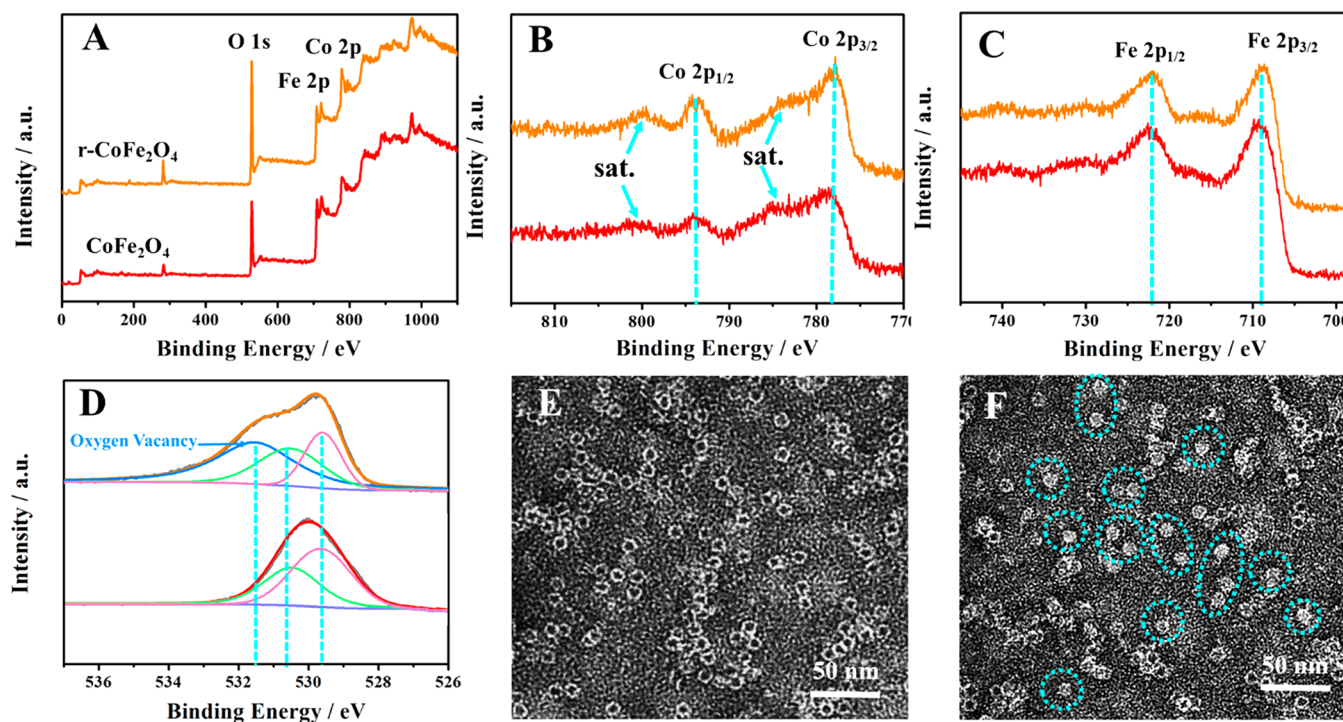 A
O 1s
Co 2p
Fe 2p
r-CoFe₂O₄
CoFe₂O₄
Intensity / a.u.
0 200 400 600 800 1000
Binding Energy / eV
B
Co 2p₃/₂
Co 2p₁/₂
sat. sat.
Intensity / a.u.
810 800 790 780 770
Binding Energy / eV
C
Fe 2p₃/₂
Fe 2p₁/₂
Intensity / a.u.
740 730 720 710 700
Binding Energy / eV
D
Oxygen Vacancy
Intensity / a.u.
536 534 532 530 528 526
Binding Energy / eV
E
50 nm
F
50 nm